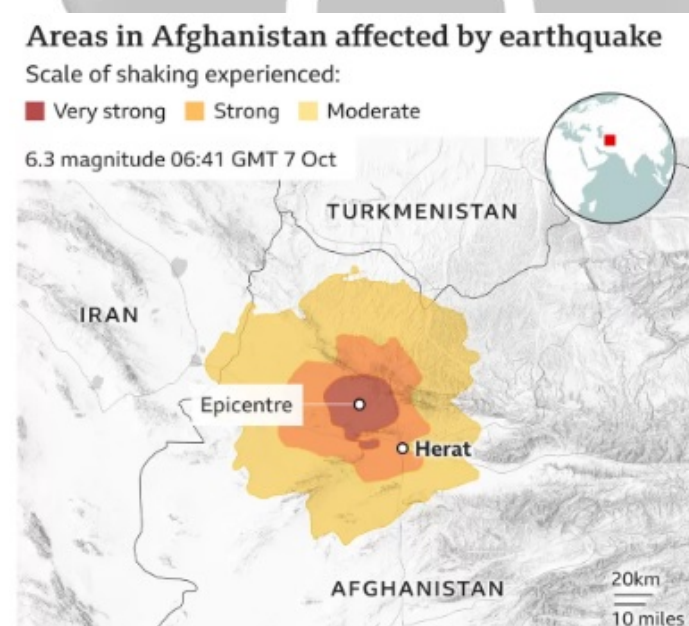 Areas in Afghanistan affected by earthquake
Scale of shaking experienced:
Very strong Strong Moderate
6.3 magnitude 06:41 GMT 7 Oct
TURKMENISTAN
IRAN
Epicentre
Herat
AFGHANISTAN
20km
10 miles